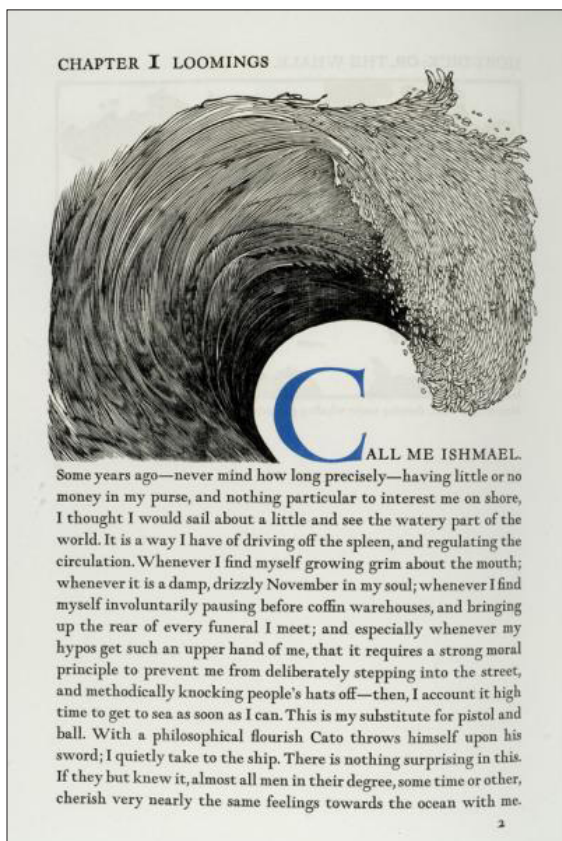 CHAPTER I LOOMINGS
CALL ME ISHMAEL.
Some years ago—never mind how long precisely—having little or no
money in my purse, and nothing particular to interest me on shore,
I thought I would sail about a little and see the watery part of the
world. It is a way I have of driving off the spleen, and regulating the
circulation. Whenever I find myself growing grim about the mouth;
whenever it is a damp, drizzly November in my soul; whenever I find
myself involuntarily pausing before coffin warehouses, and bringing
up the rear of every funeral I meet; and especially whenever my
hypos get such an upper hand of me, that it requires a strong moral
principle to prevent me from deliberately stepping into the street,
and methodically knocking people's hats off—then, I account it high
time to get to sea as soon as I can. This is my substitute for pistol and
ball. With a philosophical flourish Cato throws himself upon his
sword; I quietly take to the ship. There is nothing surprising in this.
If they but knew it, almost all men in their degree, some time or other,
cherish very nearly the same feelings towards the ocean with me.
2